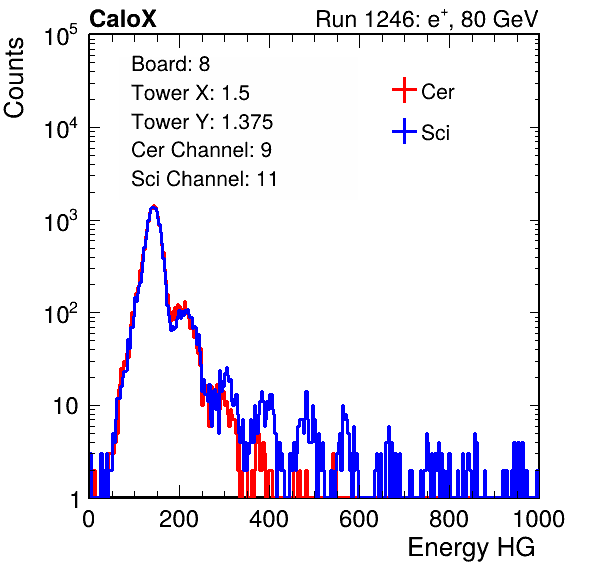 CaloX Run 1246: e⁺, 80 GeV
Counts
Board: 8
Tower X: 1.5
Tower Y: 1.375
Cer Channel: 9
Sci Channel: 11
Cer
Sci
10⁵
10⁴
10³
10²
10
1
0 200 400 600 800 1000
Energy HG